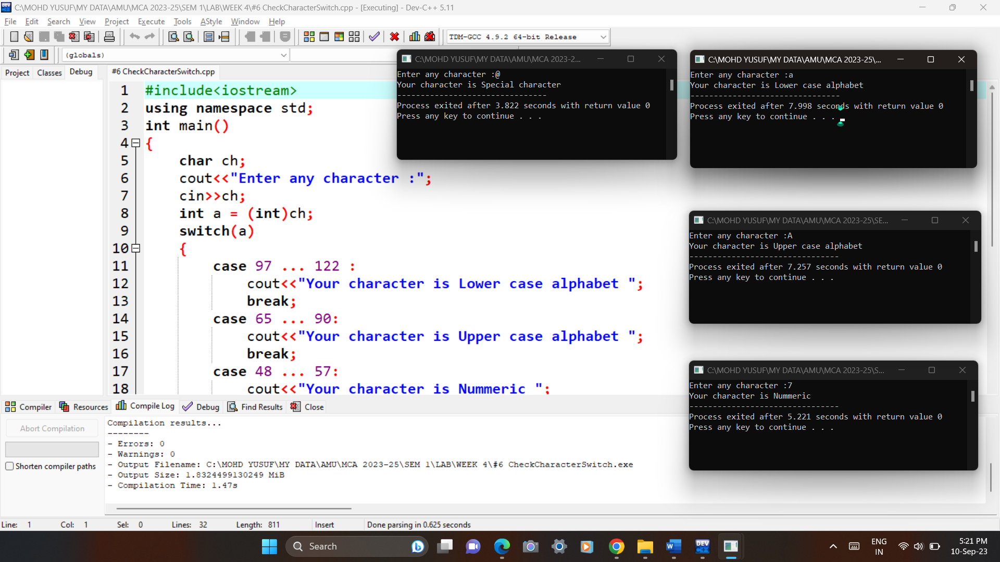 C:\MOHD YUSUF\MY DATA\AMU\MCA 2023-25\SEM 1\LAB\WEEK 4\#6 CheckCharacterSwitch.cpp - [Executing] - Dev-C++ 5.11
File Edit Search View Project Execute Tools AStyle Window Help
TDM-GCC 4.9.2 64-bit Release
(globals)
Project Classes Debug
#6 CheckCharacterSwitch.cpp
1 #include<iostream>
2 using namespace std;
3 int main()
4 {
5 char ch;
6 cout<<"Enter any character :";
7 cin>>ch;
8 int a = (int)ch;
9 switch(a)
10 {
11 case 97 ... 122 :
12 cout<<"Your character is Lower case alphabet ";
13 break;
14 case 65 ... 90:
15 cout<<"Your character is Upper case alphabet ";
16 break;
17 case 48 ... 57:
18 cout<<"Your character is Nummeric ";
C:\MOHD YUSUF\MY DATA\AMU\MCA 2023-2...
Enter any character :@
Your character is Special character
--------------------------------
Process exited after 3.822 seconds with return value 0
Press any key to continue . . .
C:\MOHD YUSUF\MY DATA\AMU\MCA 2023-25\...
Enter any character :a
Your character is Lower case alphabet
--------------------------------
Process exited after 7.998 seconds with return value 0
Press any key to continue . . .
C:\MOHD YUSUF\MY DATA\AMU\MCA 2023-25\SE...
Enter any character :A
Your character is Upper case alphabet
--------------------------------
Process exited after 7.257 seconds with return value 0
Press any key to continue . . .
C:\MOHD YUSUF\MY DATA\AMU\MCA 2023-25\S...
Enter any character :7
Your character is Nummeric
--------------------------------
Process exited after 5.221 seconds with return value 0
Press any key to continue . . .
Compiler Resources Compile Log Debug Find Results Close
Abort Compilation
Shorten compiler paths
Compilation results...
--------
- Errors: 0
- Warnings: 0
- Output Filename: C:\MOHD YUSUF\MY DATA\AMU\MCA 2023-25\SEM 1\LAB\WEEK 4\#6 CheckCharacterSwitch.exe
- Output Size: 1.8324499130249 MiB
- Compilation Time: 1.47s
Line: 1 Col: 1 Sel: 0 Lines: 32 Length: 811 Insert Done parsing in 0.625 seconds
Search
DEV C++
ENG
IN
5:21 PM
10-Sep-23